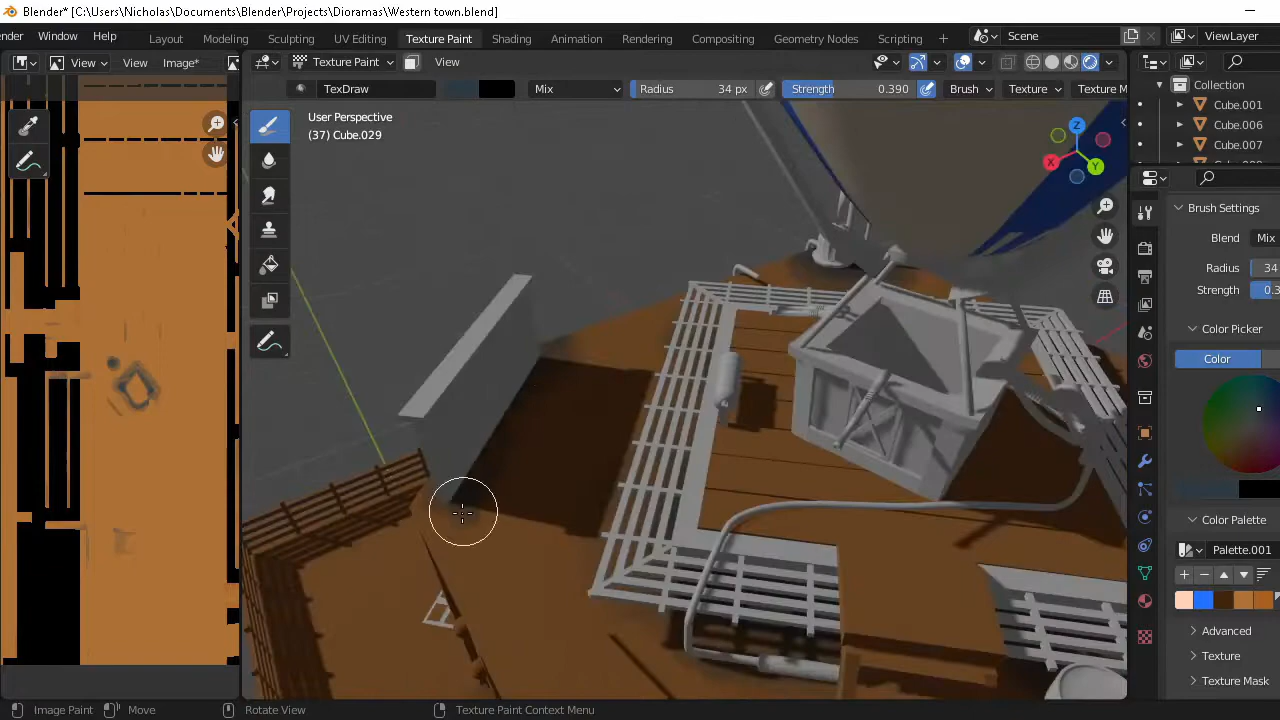 Blender* [C:\Users\Nicholas\Documents\Blender\Projects\Dioramas\Western town.blend]
ender Window Help Layout Modeling Sculpting UV Editing Texture Paint Shading Animation Rendering Compositing Geometry Nodes Scripting + Scene ViewLayer
View View Image* Texture Paint View
TexDraw Mix Radius 34 px Strength 0.390 Brush Texture Texture M
User Perspective
(37) Cube.029
Z
X
Y
Collection
Cube.001
Cube.006
Cube.007
Brush Settings
Blend Mix
Radius 34
Strength 0.3
Color Picker
Color
Color Palette
Palette.001
Advanced
Texture
Texture Mask
Image Paint Move Rotate View Texture Paint Context Menu